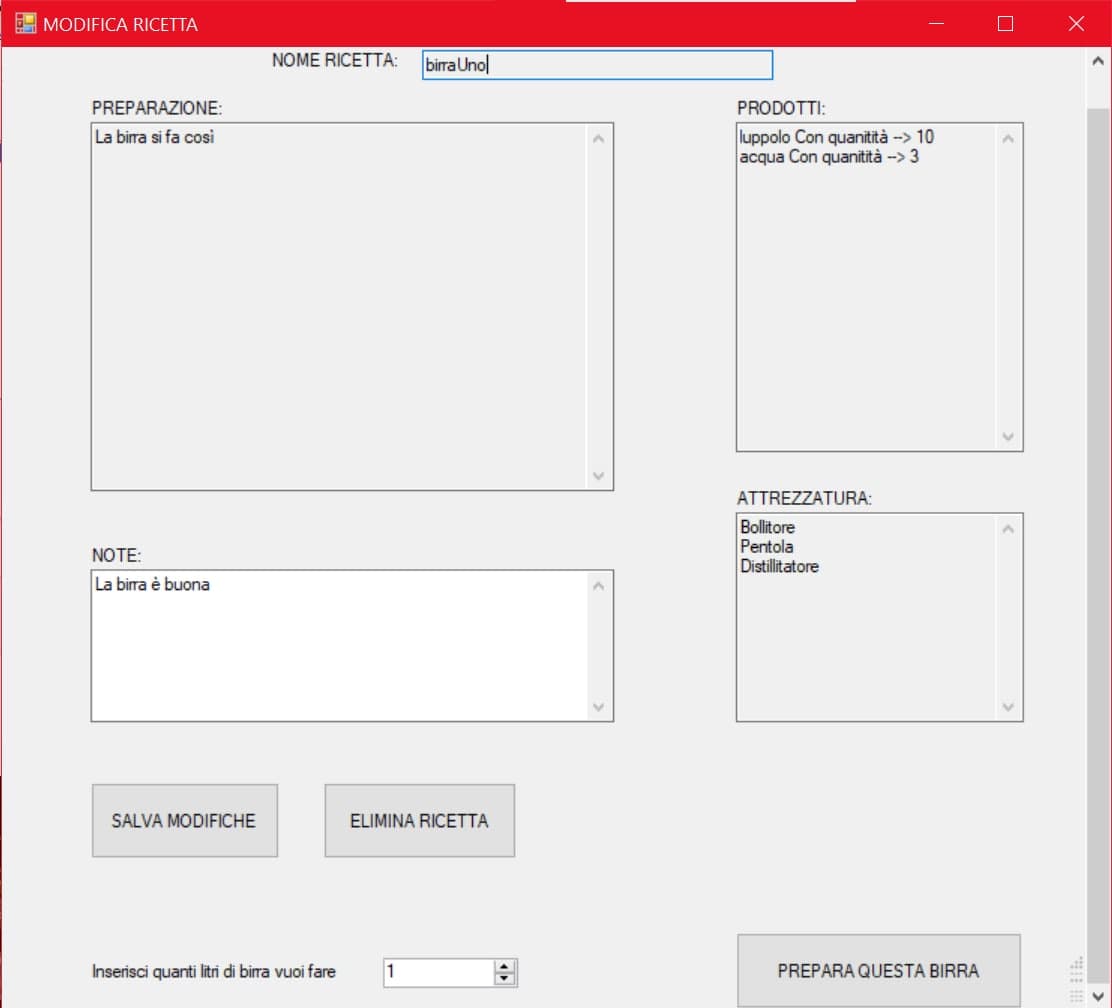 MODIFICA RICETTA
NOME RICETTA: birraUno
PREPARAZIONE:
La birra si fa così
PRODOTTI:
luppolo Con quanitità --> 10
acqua Con quanitità --> 3
ATTREZZATURA:
Bollitore
Pentola
Distillitatore
NOTE:
La birra è buona
SALVA MODIFICHE
ELIMINA RICETTA
Inserisci quanti litri di birra vuoi fare 1
PREPARA QUESTA BIRRA